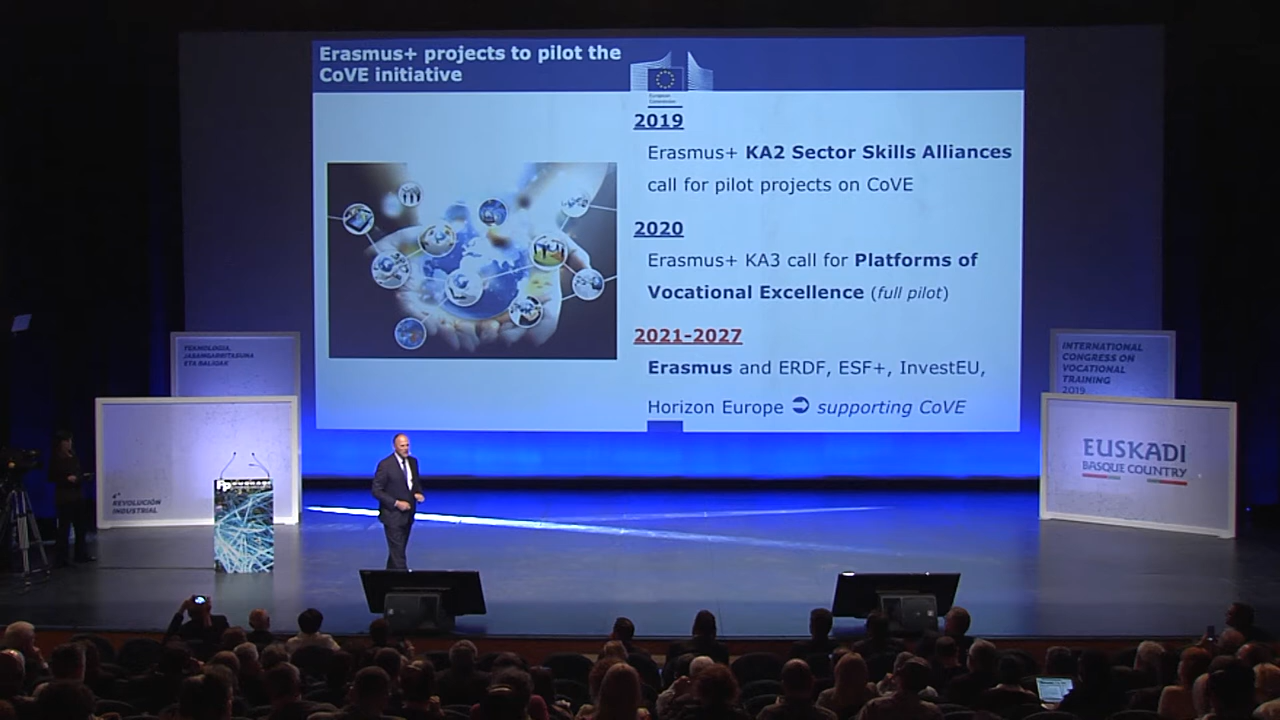 Erasmus+ projects to pilot the
CoVE initiative
European
Commission
2019
Erasmus+ KA2 Sector Skills Alliances
call for pilot projects on CoVE
2020
Erasmus+ KA3 call for Platforms of
Vocational Excellence (full pilot)
2021-2027
Erasmus and ERDF, ESF+, InvestEU,
Horizon Europe ➲ supporting CoVE
TEKNOLOGIA,
JASANGARRITASUNA
ETA BALIOAK
4ª
REVOLUCIÓN
INDUSTRIAL
INTERNATIONAL
CONGRESS ON
VOCATIONAL
TRAINING
2019
EUSKADI
BASQUE COUNTRY